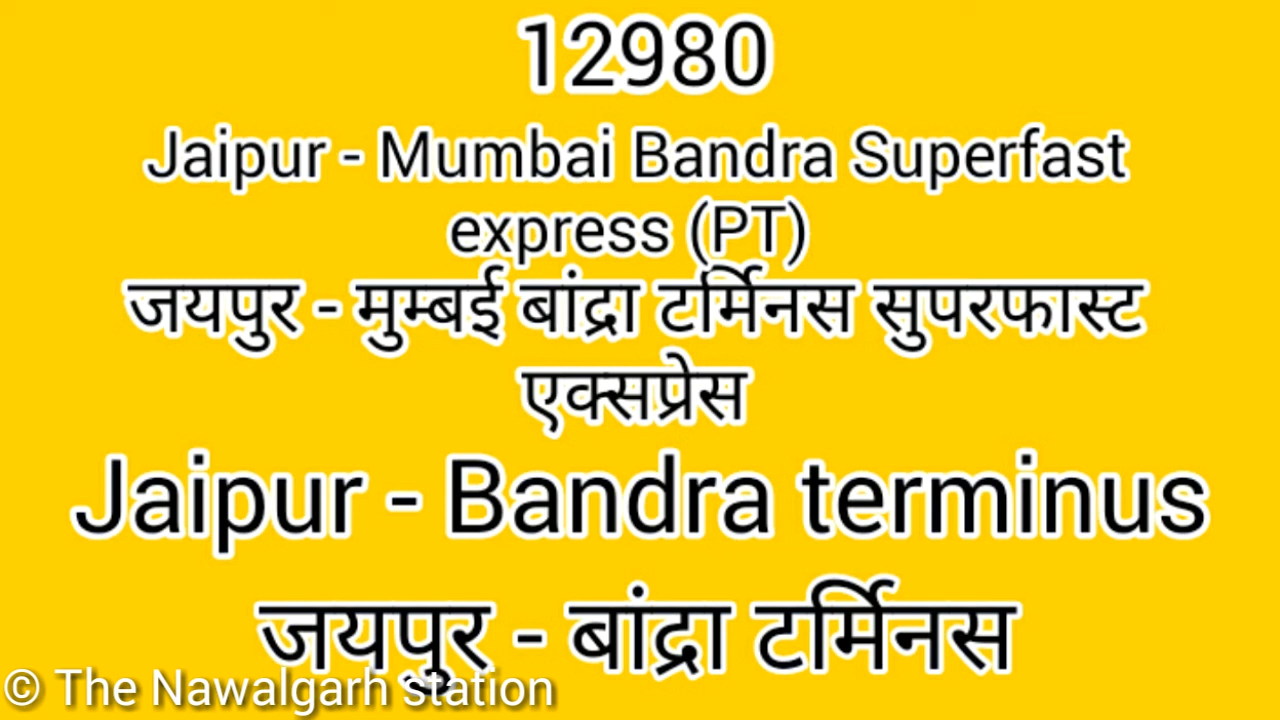 12980
Jaipur - Mumbai Bandra Superfast
express (PT)
जयपुर - मुम्बई बांद्रा टर्मिनस सुपरफास्ट
एक्सप्रेस
Jaipur - Bandra terminus
जयपुर - बांद्रा टर्मिनस
© The Nawalgarh station